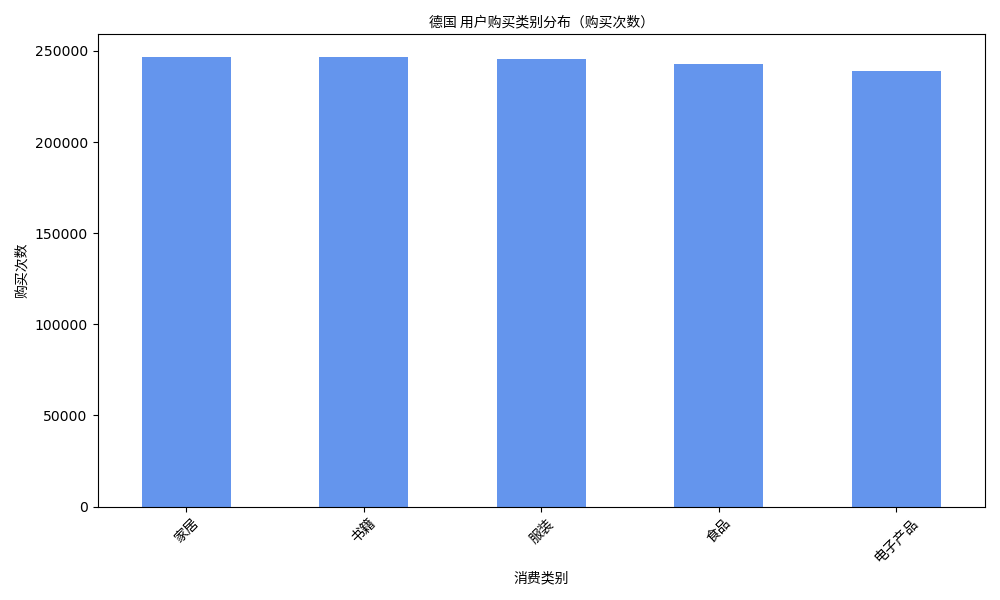 德国 用户购买类别分布（购买次数）
购买次数
250000
200000
150000
100000
50000
0
家居
书籍
服装
食品
电子产品
消费类别